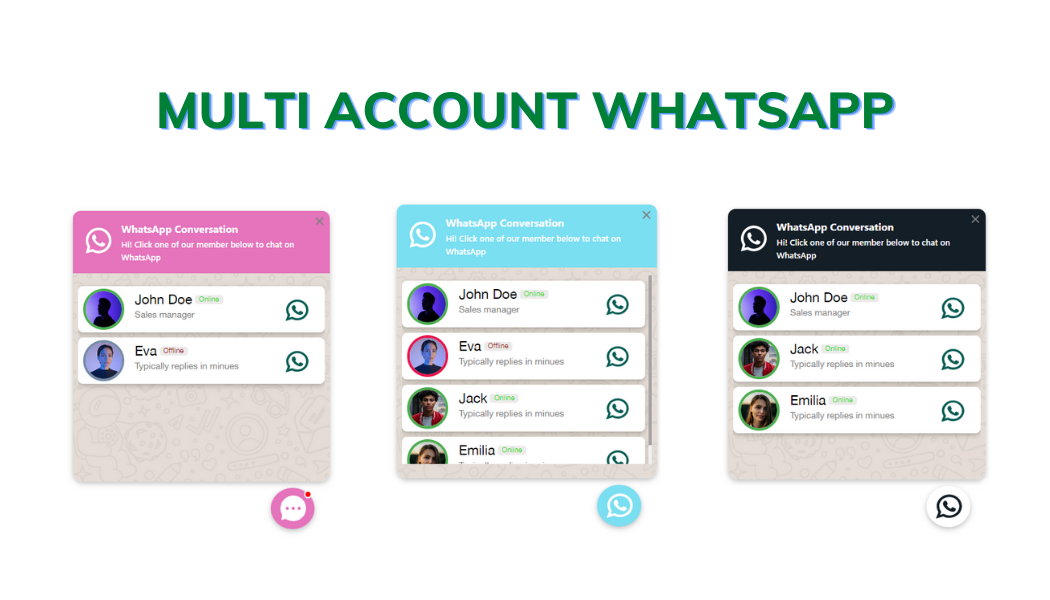 MULTI ACCOUNT WHATSAPP
WhatsApp Conversation
Hi! Click one of our member below to chat on
WhatsApp
John Doe Online
Sales manager
Eva Offline
Typically replies in minues
WhatsApp Conversation
Hi! Click one of our member below to chat on
WhatsApp
John Doe Online
Sales manager
Eva Offline
Typically replies in minues
Jack Online
Typically replies in minues
Emilia Online
WhatsApp Conversation
Hi! Click one of our member below to chat on
WhatsApp
John Doe Online
Sales manager
Jack Online
Typically replies in minues
Emilia Online
Typically replies in minues